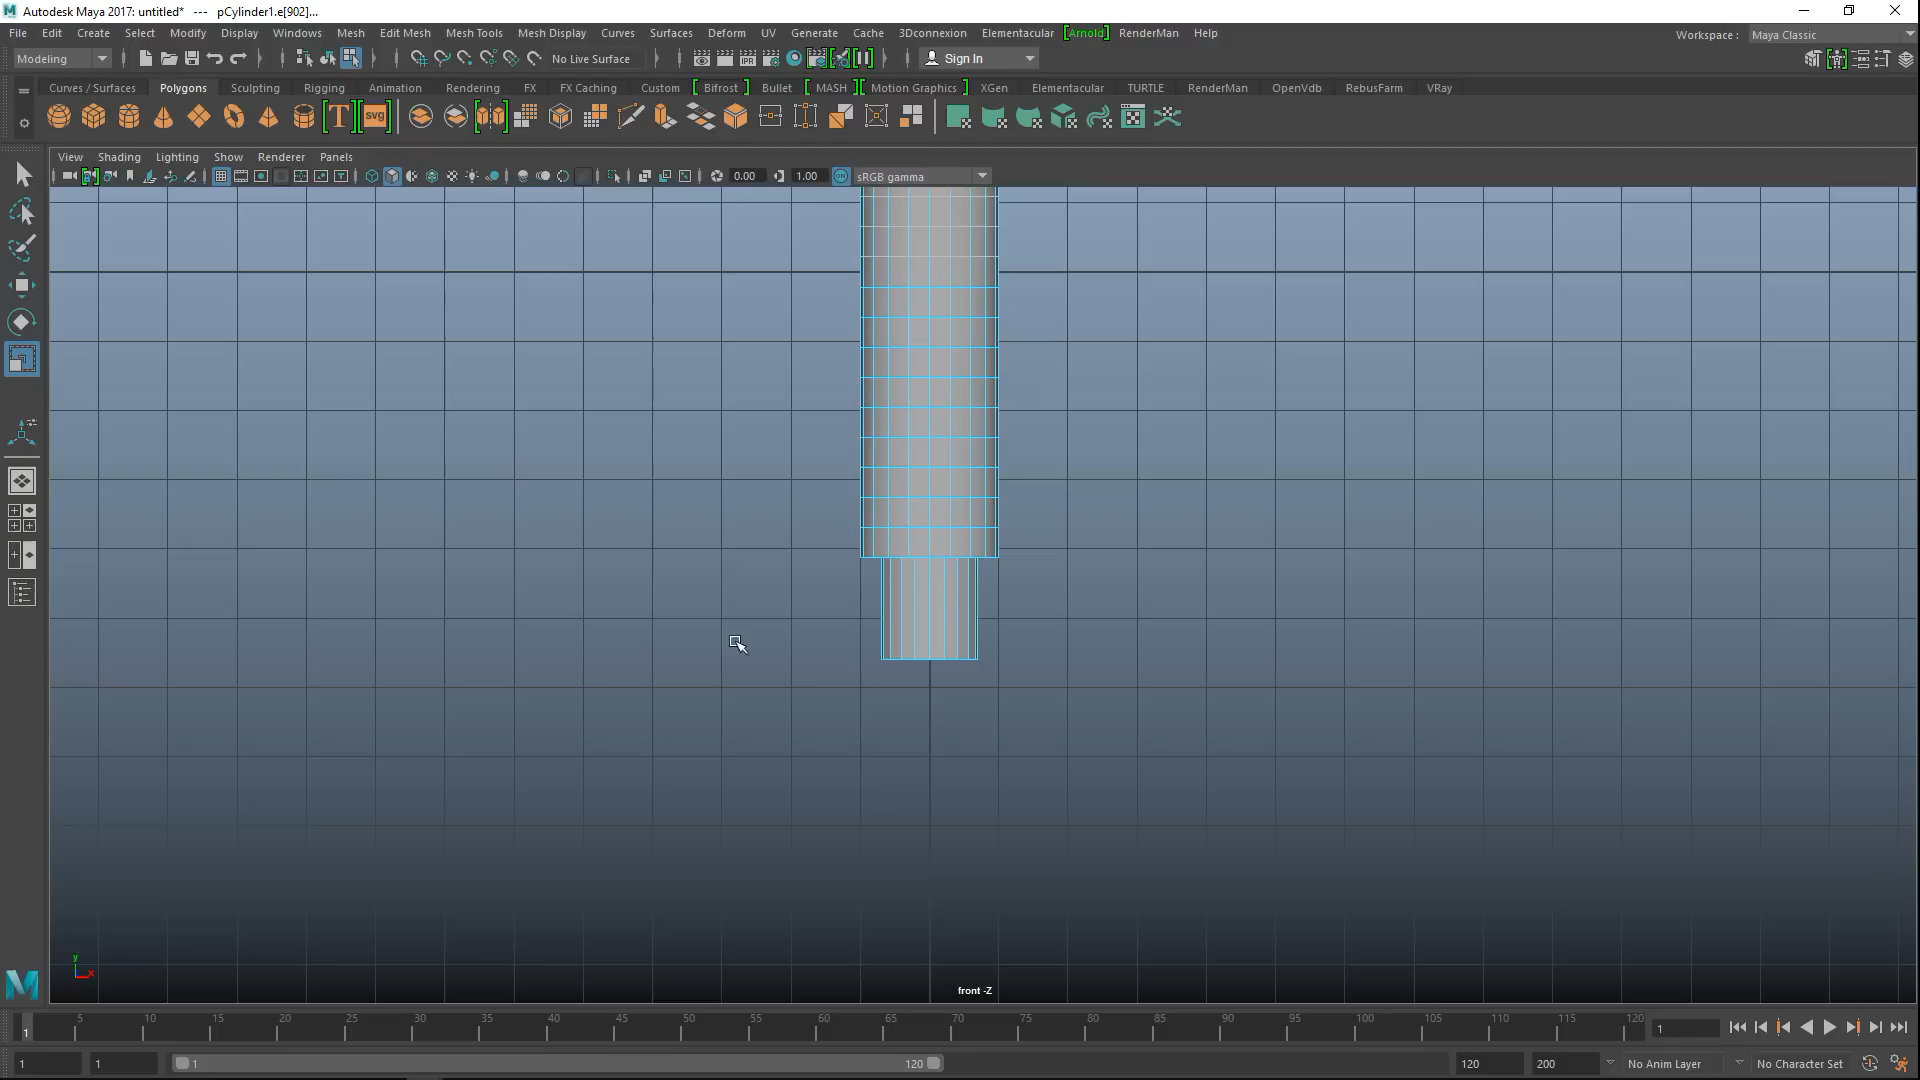 Autodesk Maya 2017: untitled* --- pCylinder1.e[902]...
File Edit Create Select Modify Display Windows Mesh Edit Mesh Mesh Tools Mesh Display Curves Surfaces Deform UV Generate Cache 3Dconnexion Elementacular [Arnold] RenderMan Help Workspace : Maya Classic
Modeling No Live Surface IPR Sign In
Curves / Surfaces Polygons Sculpting Rigging Animation Rendering FX FX Caching Custom [ Bifrost ] Bullet [ MASH ] [ Motion Graphics ] XGen Elementacular TURTLE RenderMan OpenVdb RebusFarm VRay
T svg
View Shading Lighting Show Renderer Panels
0.00 1.00 ON sRGB gamma
y
x
front -Z
1 5 10 15 20 25 30 35 40 45 50 55 60 65 70 75 80 85 90 95 100 105 110 115 120 1
1 1 1 120 120 200 No Anim Layer No Character Set